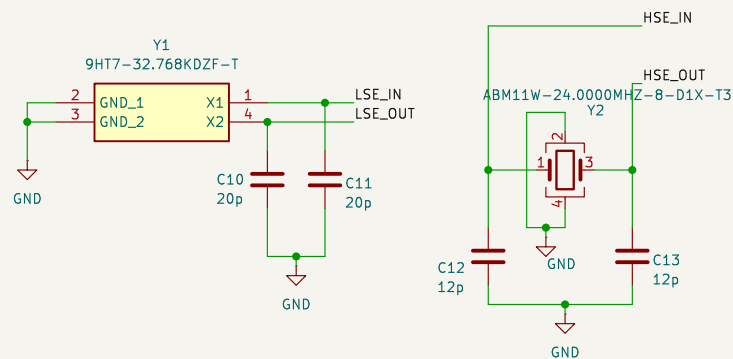 HSE_IN
Y1
9HT7-32.768KDZF-T
HSE_OUT
LSE_IN
ABM11W-24.0000MHZ-8-D1X-T3
2 GND_1 X1 1
Y2
3 GND_2 X2 4
LSE_OUT
2
1 3
C10
20p
C11
20p
GND
4
GND
C12
12p
C13
12p
GND
GND